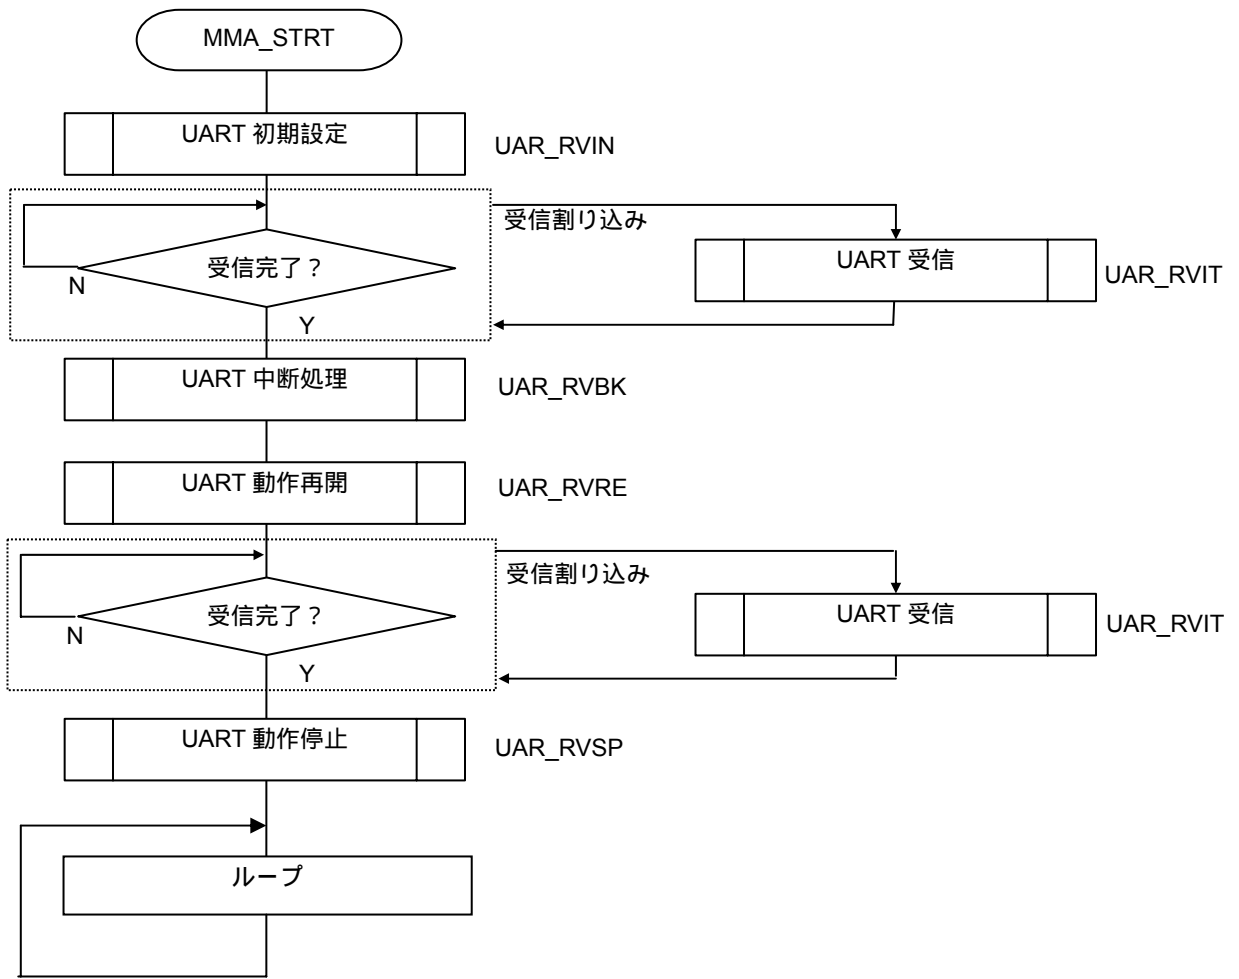 MMA_STRT
UART 初期設定
UAR_RVIN
受信割り込み
受信完了？
N
Y
UART 受信
UAR_RVIT
UART 中断処理
UAR_RVBK
UART 動作再開
UAR_RVRE
受信割り込み
受信完了？
N
Y
UART 受信
UAR_RVIT
UART 動作停止
UAR_RVSP
ループ